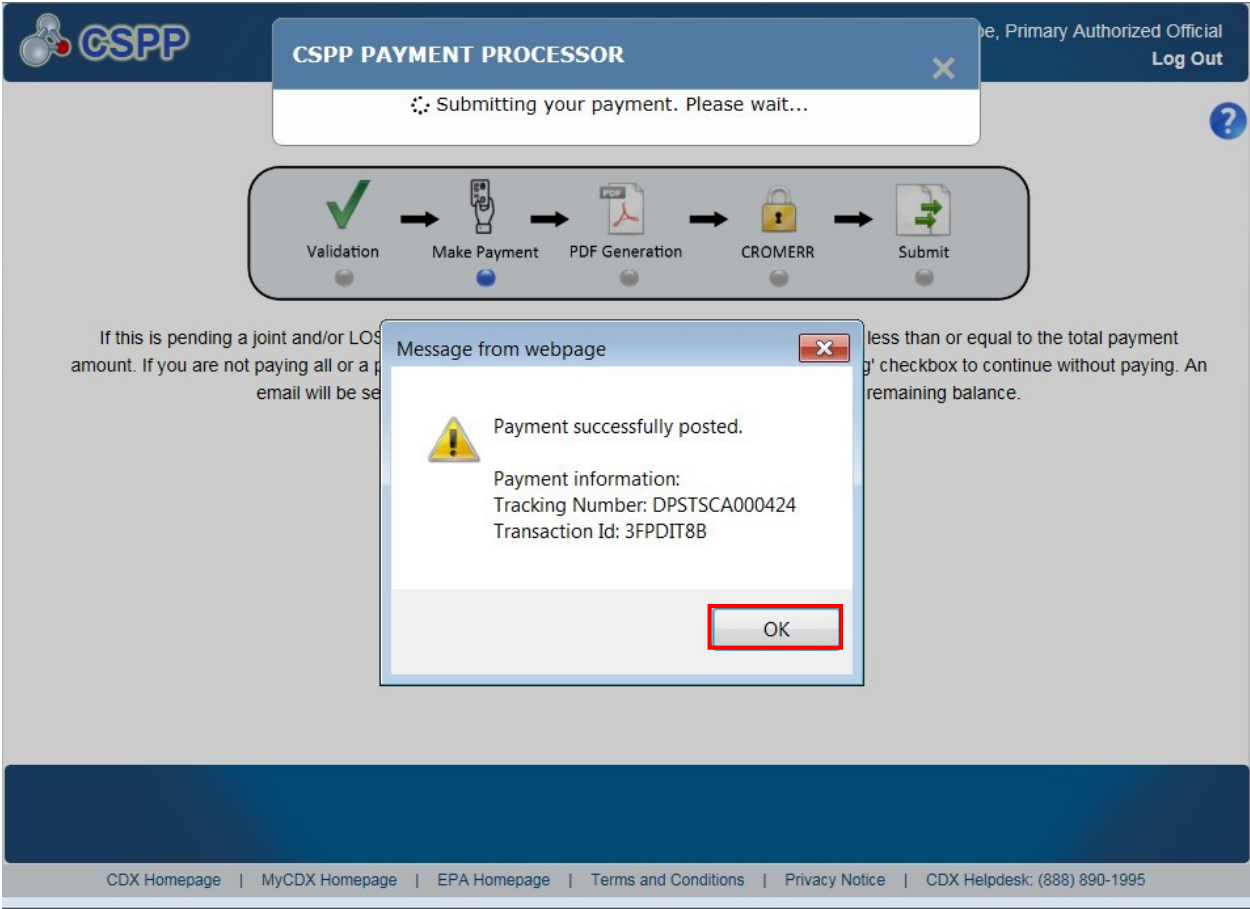 CSPP
CSPP PAYMENT PROCESSOR
, Primary Authorized Official
Log Out
Submitting your payment. Please wait...
?
PDF
Validation
Make Payment
PDF Generation
CROMERR
Submit
If this is pending a joint and/or LOS less than or equal to the total payment
amount. If you are not paying all or a checkbox to continue without paying. An
email will be remaining balance.
Message from webpage
Payment successfully posted.
Payment information:
Tracking Number: DPSTSCA000424
Transaction Id: 3FPDIT8B
OK
CDX Homepage | MyCDX Homepage | EPA Homepage | Terms and Conditions | Privacy Notice | CDX Helpdesk: (888) 890-1995